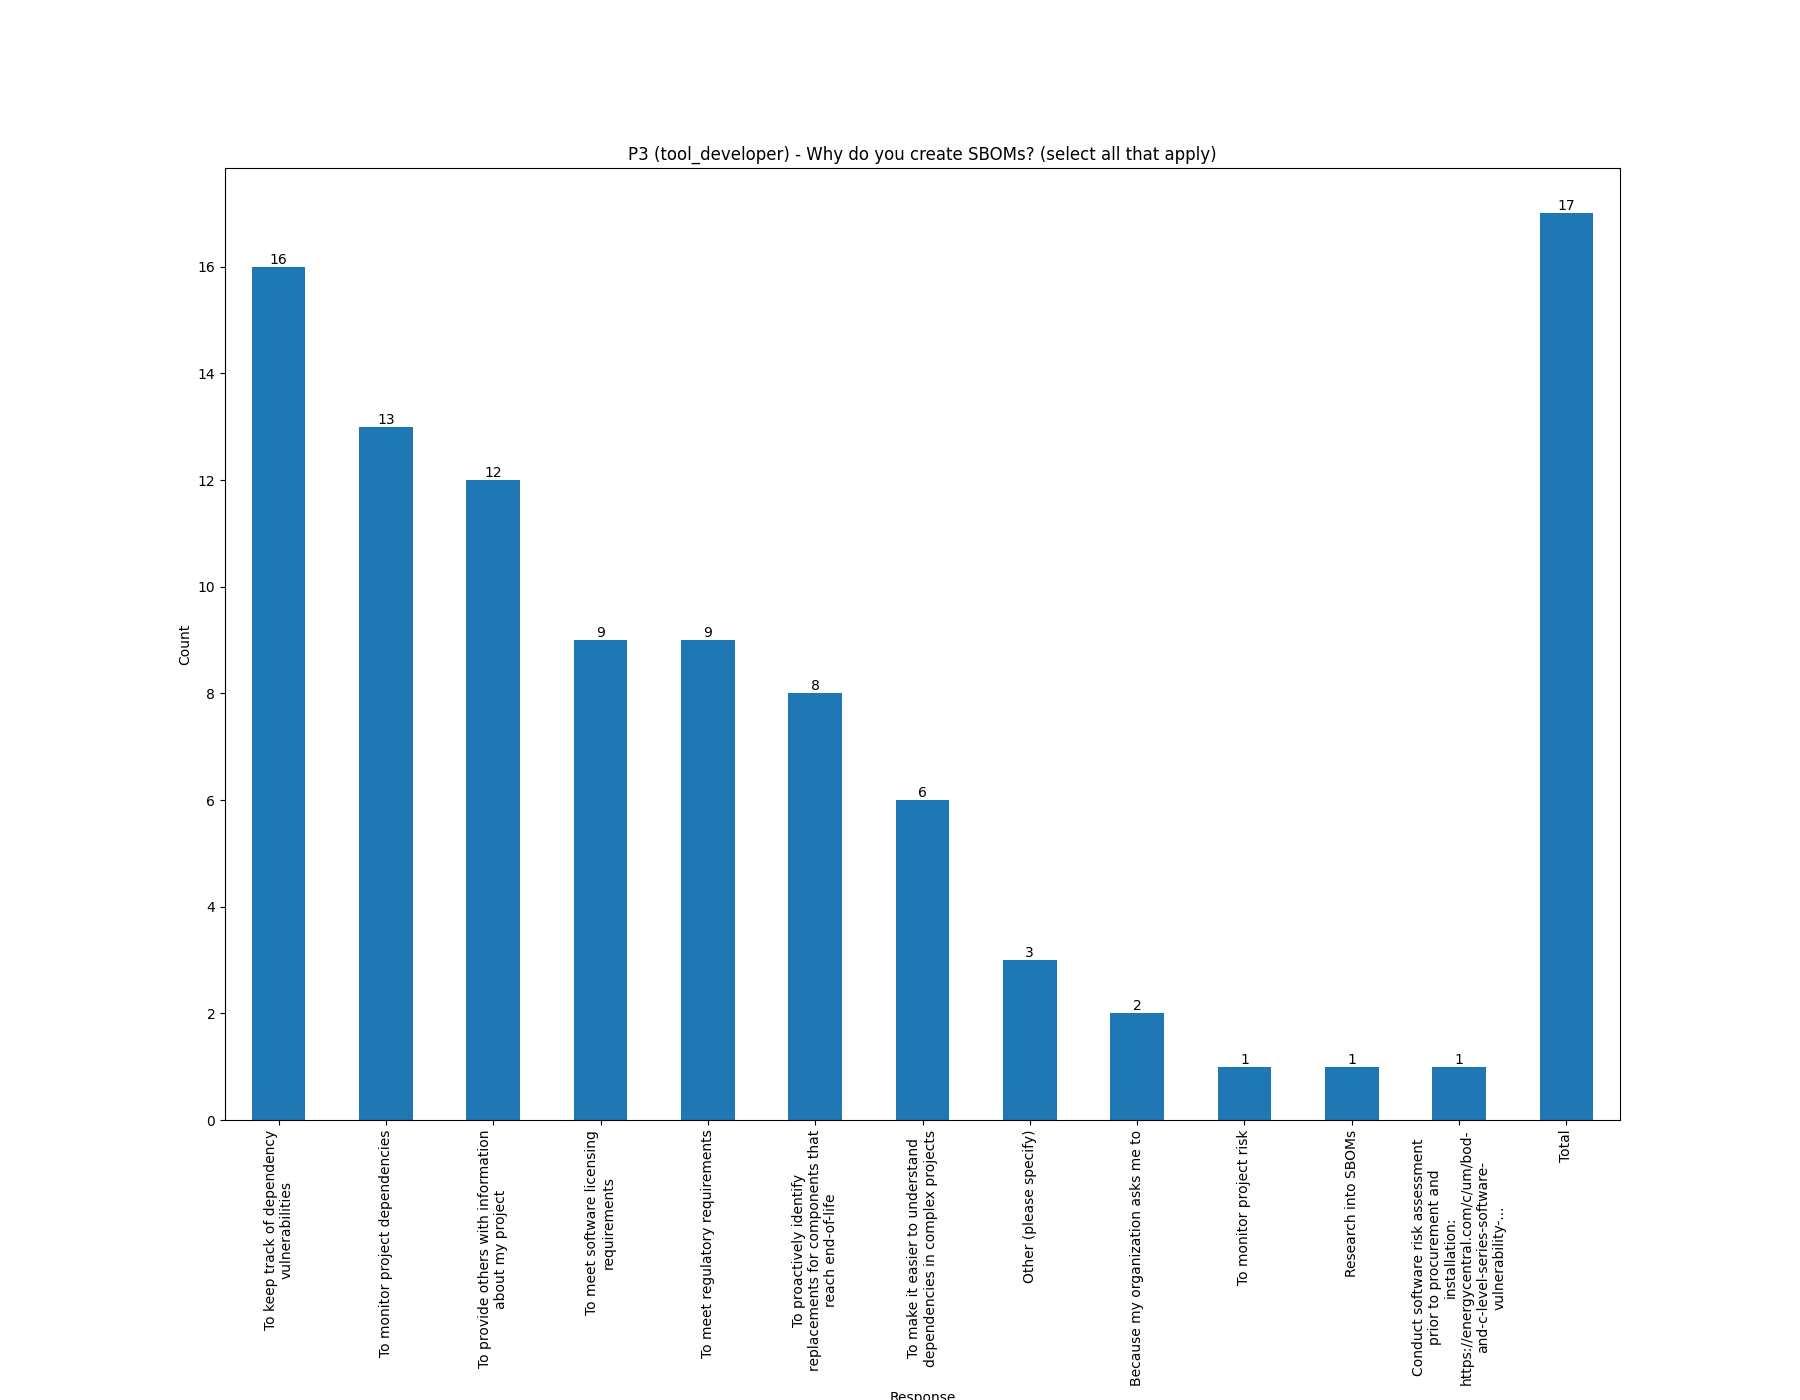 P3 (tool_developer) - Why do you create SBOMs? (select all that apply)
17
16
16
14
13
12
12
10
9
9
Count
8
8
6
6
4
3
2
2
1
1
1
0
To keep track of dependency
vulnerabilities
To monitor project dependencies
To provide others with information
about my project
To meet software licensing
requirements
To meet regulatory requirements
To proactively identify
replacements for components that
reach end-of-life
To make it easier to understand
dependencies in complex projects
Other (please specify)
Because my organization asks me to
To monitor project risk
Research into SBOMs
Conduct software risk assessment
prior to procurement and
installation:
https://energycentral.com/c/um/bod-
and-c-level-series-software-
vulnerability-...
Total
Response